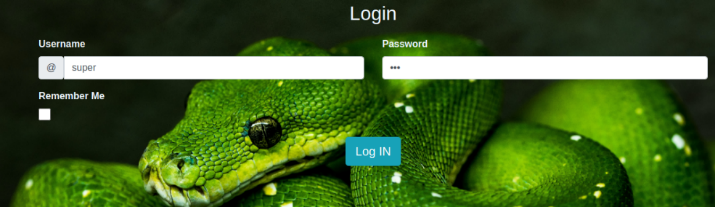 Login
Username
Password
@ super
•••
Remember Me
Log IN